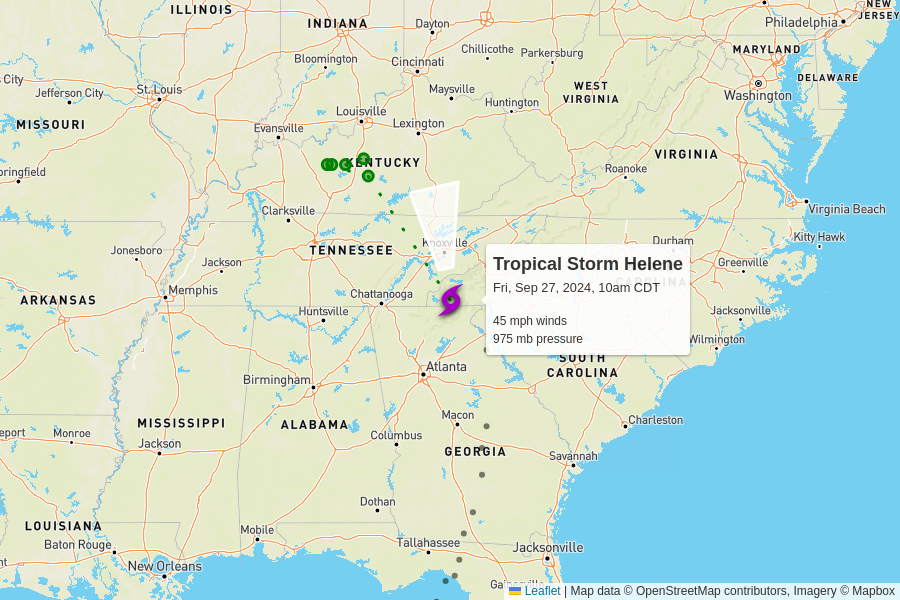 ILLINOIS
NEW
JERSEY
INDIANA
Dayton
Philadelphia
Chillicothe
Parkersburg
MARYLAND
Bloomington
Cincinnati
City
DELAWARE
Jefferson City
St. Louis
Maysville
WEST
VIRGINIA
Washington
Huntington
Louisville
MISSOURI
Evansville
Lexington
VIRGINIA
KENTUCKY
pringfield
Roanoke
Clarksville
Virginia Beach
Kitty Hawk
Knoxville
Durham
Jonesboro
TENNESSEE
Jackson
Greenville
Tropical Storm Helene
Fri, Sep 27, 2024, 10am CDT
45 mph winds
975 mb pressure
CAROLINA
Memphis
ARKANSAS
Chattanooga
Huntsville
Jacksonville
Wilmington
SOUTH
CAROLINA
Atlanta
Birmingham
Macon
Charleston
MISSISSIPPI
ALABAMA
Columbus
eport
Monroe
Jackson
GEORGIA
Savannah
Dothan
LOUISIANA
Mobile
Tallahassee
Jacksonville
Baton Rouge
New Orleans
nt
Gainesville
Leaflet | Map data © OpenStreetMap contributors, Imagery © Mapbox